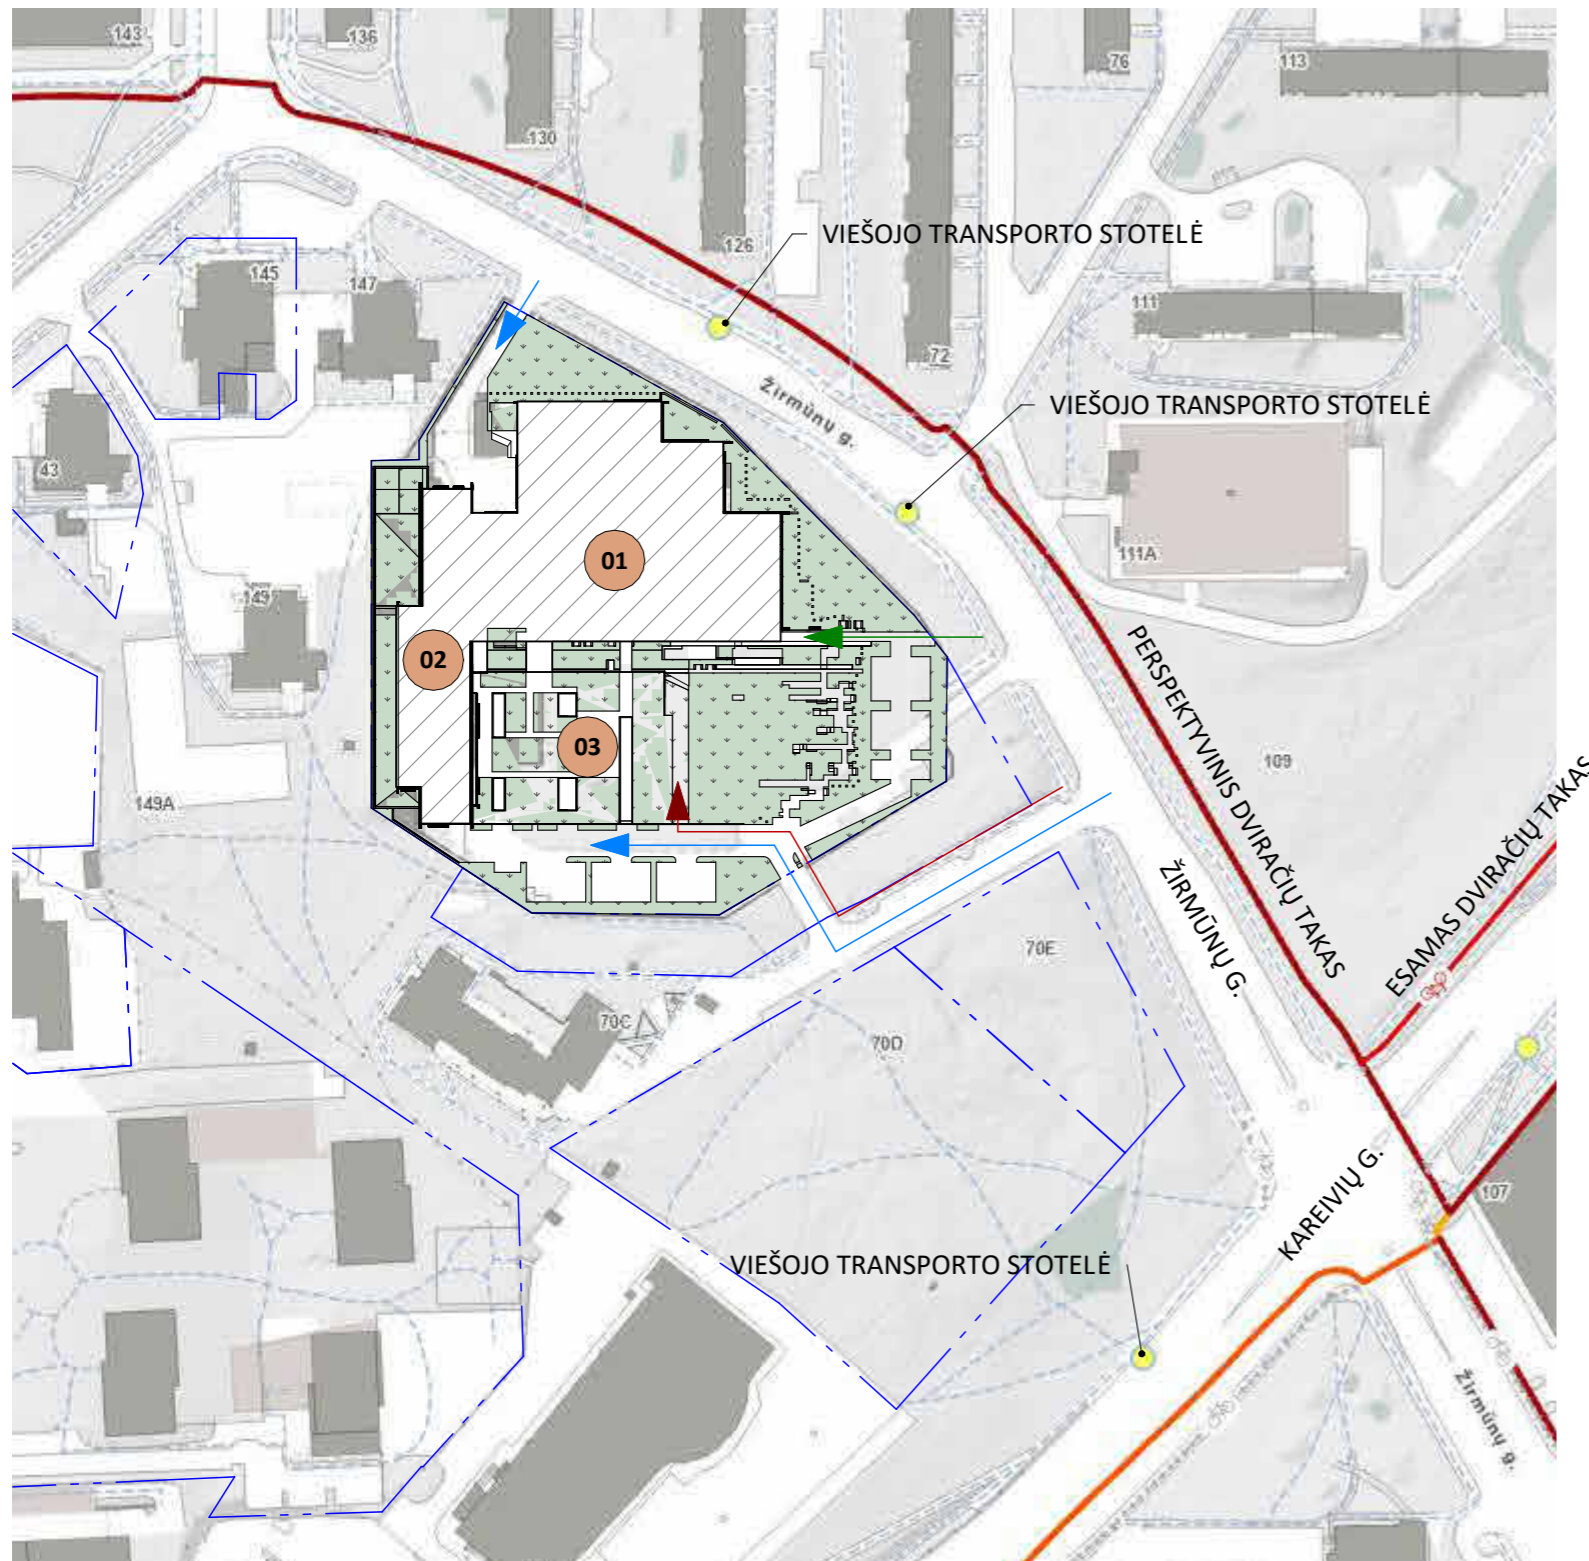 143
136
76
113
130
VIEŠOJO TRANSPORTO STOTELĖ
126
145
147
111
72
Žirmūnų g.
VIEŠOJO TRANSPORTO STOTELĖ
43
111A
01
149
02
PERSPEKTYVINIS DVIRAČIŲ TAKAS
03
109
149A
ESAMAS DVIRAČIŲ TAKAS
ŽIRMŪNŲ G.
70E
70C
70D
107
KAREIVIŲ G.
VIEŠOJO TRANSPORTO STOTELĖ
Žirmūnų g.